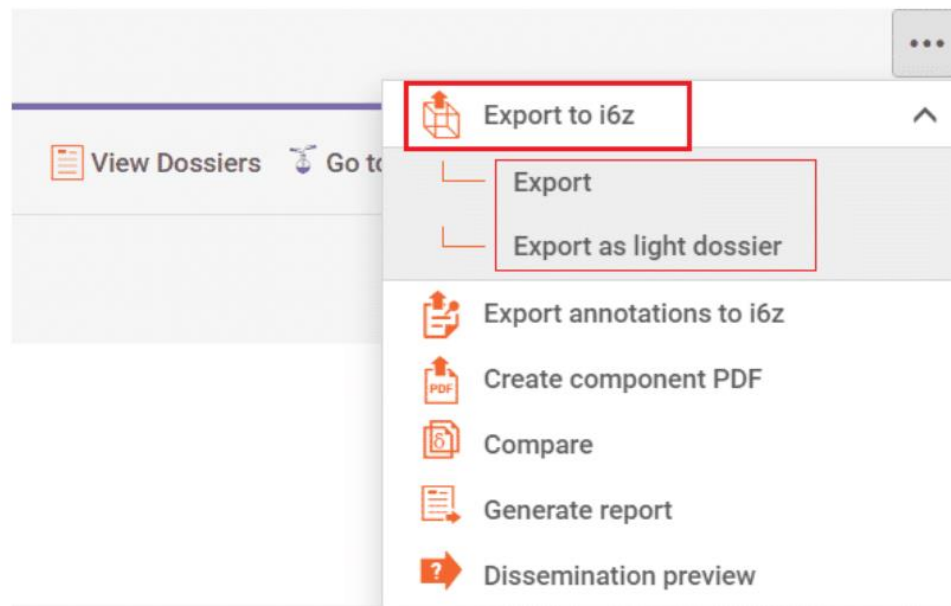 •••
Export to i6z
View Dossiers Go to
Export
Export as light dossier
Export annotations to i6z
PDF
Create component PDF
δ
Compare
Generate report
?
Dissemination preview